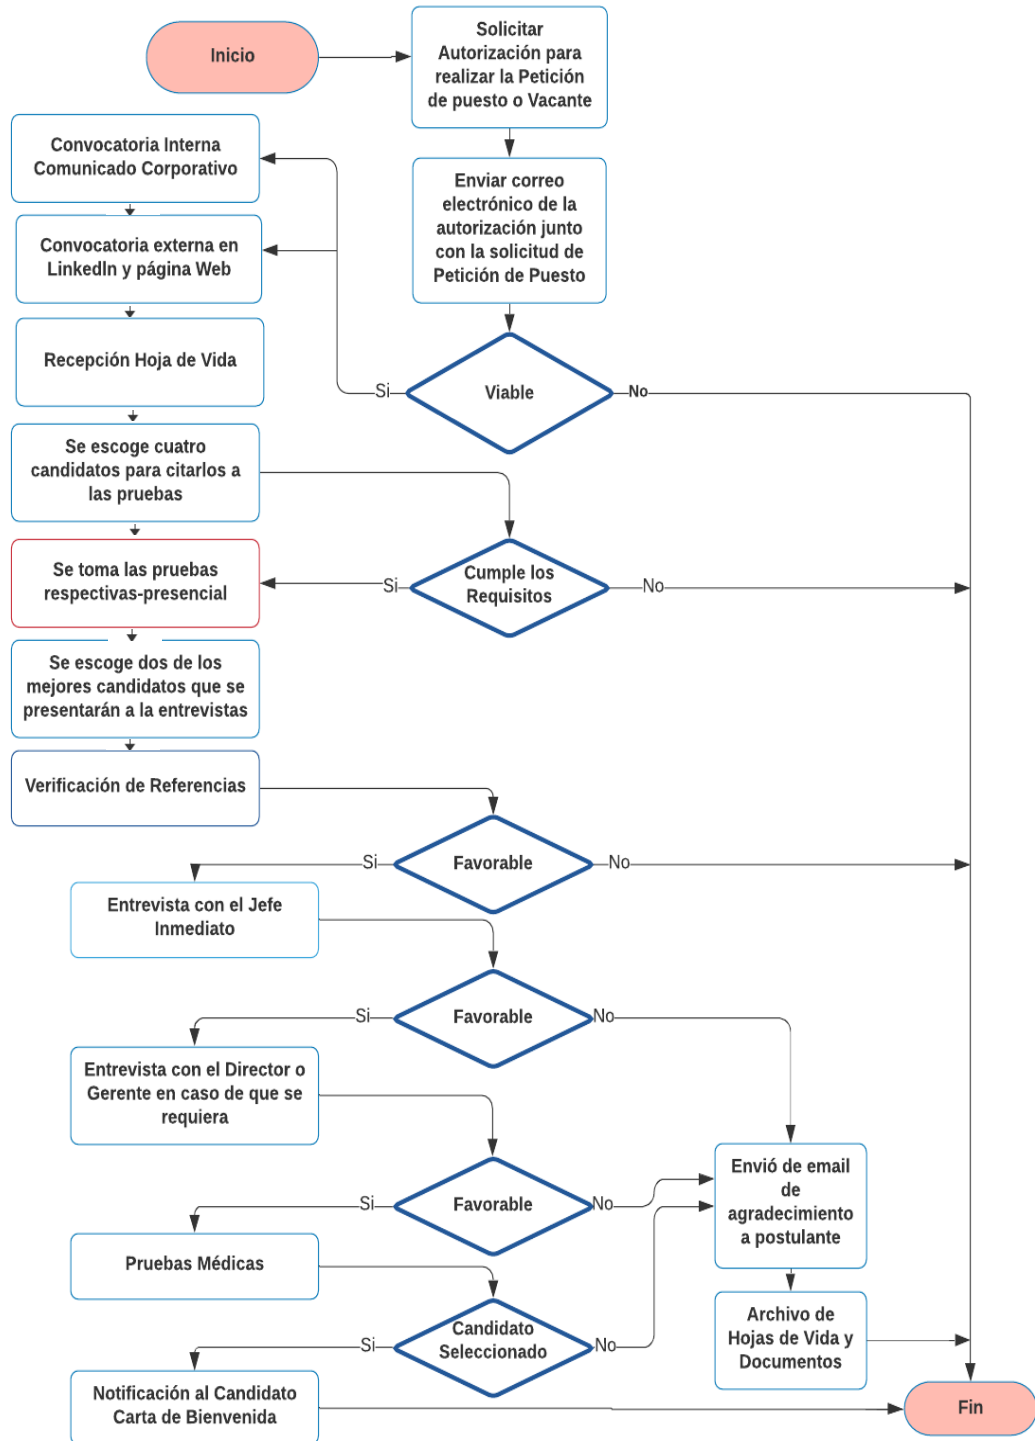 Inicio
Solicitar
Autorización para
realizar la Petición
de puesto o Vacante
Convocatoria Interna
Comunicado Corporativo
Enviar correo
electrónico de la
autorización junto
con la solicitud de
Petición de Puesto
Convocatoria externa en
LinkedIn y página Web
Recepción Hoja de Vida
Si
Viable
No
Se escoge cuatro
candidatos para citarlos a
las pruebas
Se toma las pruebas
respectivas-presencial
Si
Cumple los
Requisitos
No
Se escoge dos de los
mejores candidatos que se
presentarán a la entrevistas
Verificación de Referencias
Si
Favorable
No
Entrevista con el Jefe
Inmediato
Si
Favorable
No
Entrevista con el Director o
Gerente en caso de que se
requiera
Si
Favorable
No
Envió de email
de
agradecimiento
a postulante
Pruebas Médicas
Si
Candidato
Seleccionado
No
Archivo de
Hojas de Vida y
Documentos
Notificación al Candidato
Carta de Bienvenida
Fin